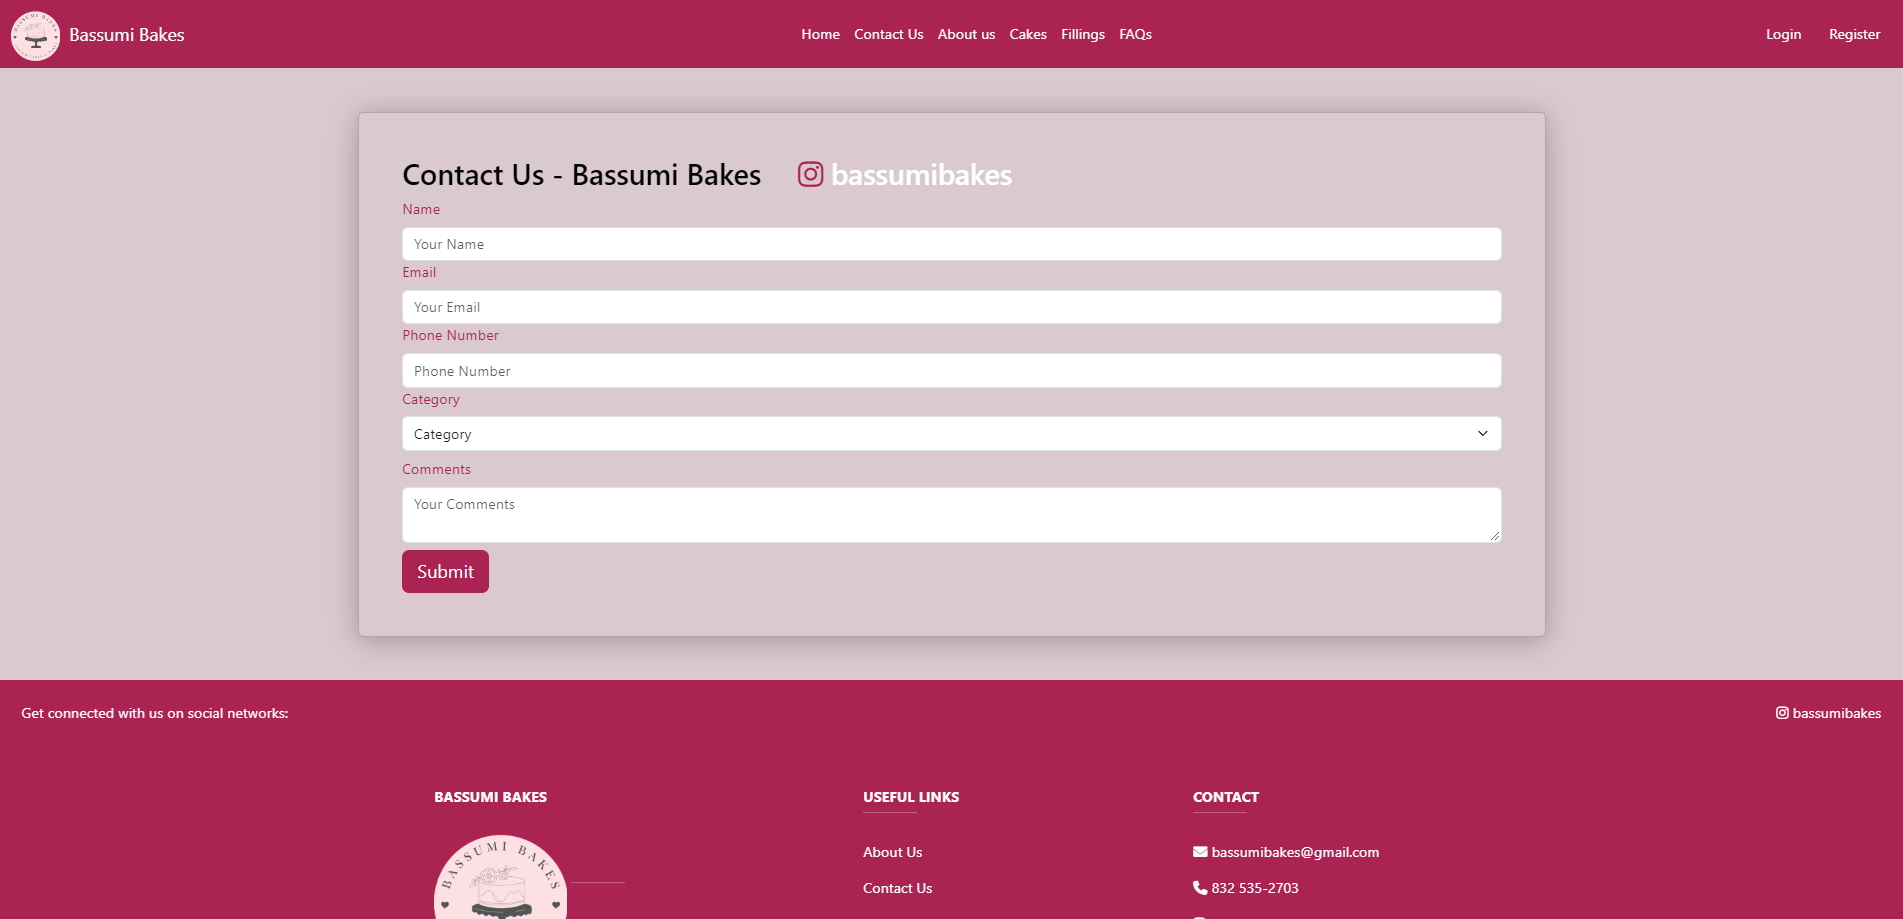 Bassumi Bakes
Home Contact Us About us Cakes Fillings FAQs
Login Register
Contact Us - Bassumi Bakes bassumibakes
Name
Your Name
Email
Your Email
Phone Number
Phone Number
Category
Category
Comments
Your Comments
Submit
Get connected with us on social networks:
bassumibakes
BASSUMI BAKES
BASSUMI BAKES
USEFUL LINKS
About Us
Contact Us
CONTACT
bassumibakes@gmail.com
832 535-2703